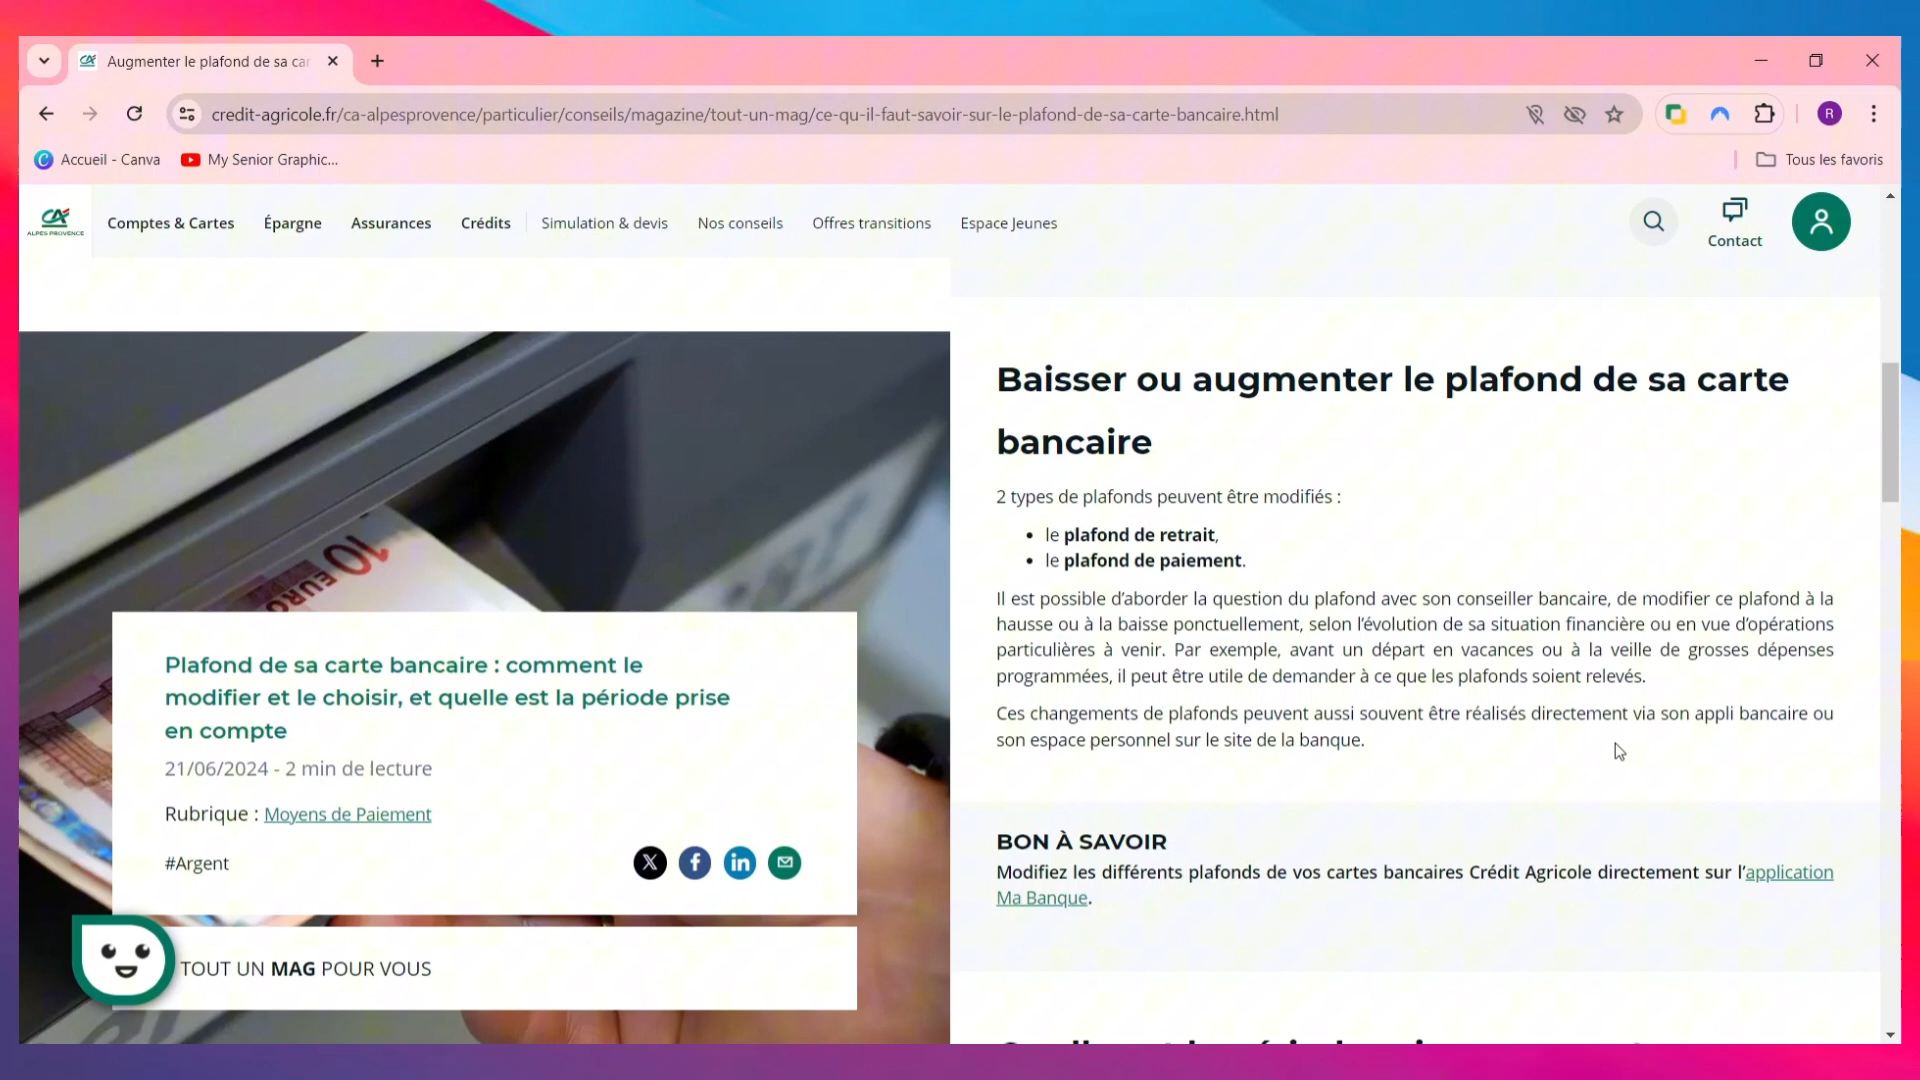 Augmenter le plafond de sa car
credit-agricole.fr/ca-alpesprovence/particulier/conseils/magazine/tout-un-mag/ce-qu-il-faut-savoir-sur-le-plafond-de-sa-carte-bancaire.html
R
Accueil - Canva
My Senior Graphic...
Tous les favoris
ALPES PROVENCE
Comptes & Cartes
Épargne
Assurances
Crédits
Simulation & devis
Nos conseils
Offres transitions
Espace Jeunes
Contact
10 EURO
Plafond de sa carte bancaire : comment le
modifier et le choisir, et quelle est la période prise
en compte
21/06/2024 - 2 min de lecture
Rubrique : Moyens de Paiement
#Argent
TOUT UN MAG POUR VOUS
Baisser ou augmenter le plafond de sa carte
bancaire
2 types de plafonds peuvent être modifiés :
• le plafond de retrait,
• le plafond de paiement.
Il est possible d'aborder la question du plafond avec son conseiller bancaire, de modifier ce plafond à la
hausse ou à la baisse ponctuellement, selon l'évolution de sa situation financière ou en vue d'opérations
particulières à venir. Par exemple, avant un départ en vacances ou à la veille de grosses dépenses
programmées, il peut être utile de demander à ce que les plafonds soient relevés.
Ces changements de plafonds peuvent aussi souvent être réalisés directement via son appli bancaire ou
son espace personnel sur le site de la banque.
BON À SAVOIR
Modifiez les différents plafonds de vos cartes bancaires Crédit Agricole directement sur l'application
Ma Banque.